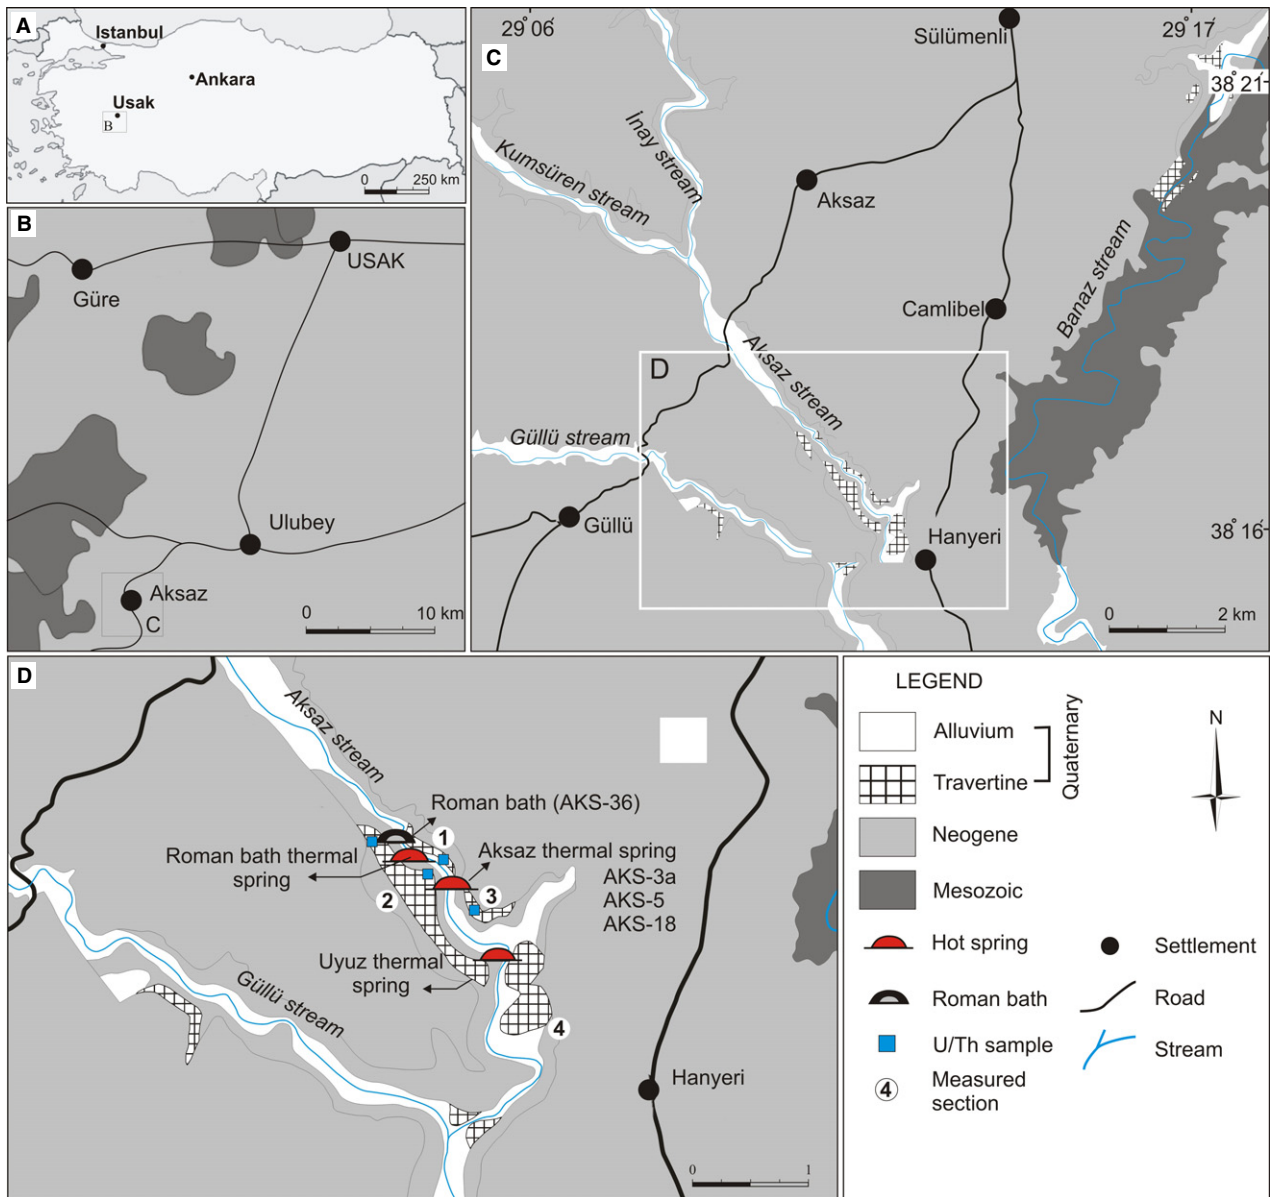 A
Istanbul
Ankara
Usak
B
0 250 km
B
USAK
Güre
Ulubey
Aksaz
C
0 10 km
C
29° 06
29° 17
Sülümenli
38° 21
İnay stream
Kumsüren stream
Aksaz
Banaz stream
Camlibel
Aksaz stream
D
Güllü stream
Güllü
Hanyeri
38° 16
0 2 km
D
Aksaz stream
Roman bath (AKS-36)
1
Roman bath thermal
spring
Aksaz thermal spring
AKS-3a
AKS-5
AKS-18
2
3
Uyuz thermal
spring
4
Güllü stream
Hanyeri
0 1
LEGEND
Alluvium
Travertine
Quaternary
Neogene
Mesozoic
Hot spring
Roman bath
U/Th sample
4
Measured
section
N
Settlement
Road
Stream